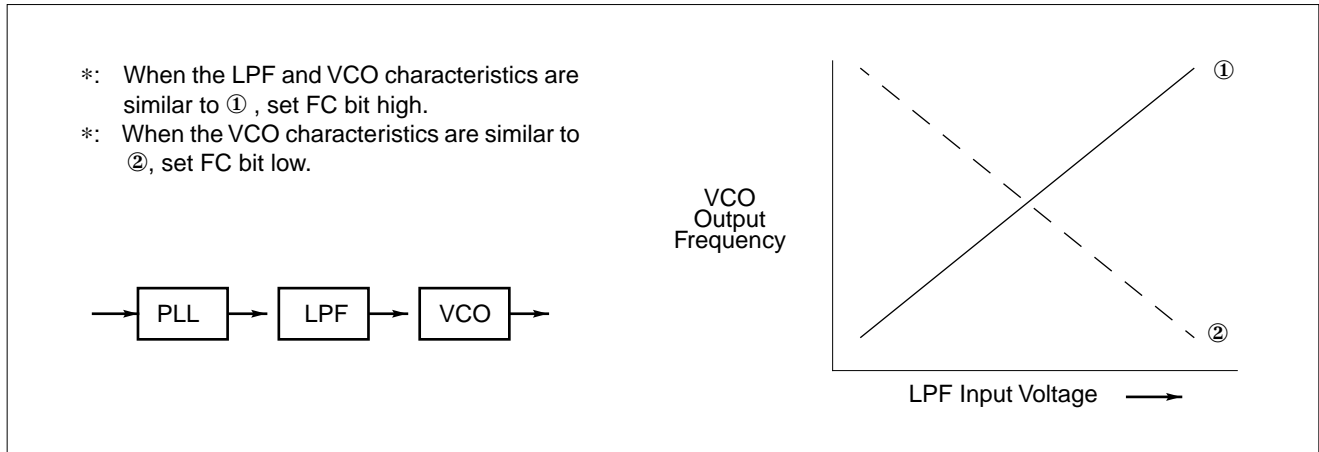 *: When the LPF and VCO characteristics are
similar to ① , set FC bit high.
*: When the VCO characteristics are similar to
②, set FC bit low.
PLL
LPF
VCO
VCO
Output
Frequency
①
②
LPF Input Voltage